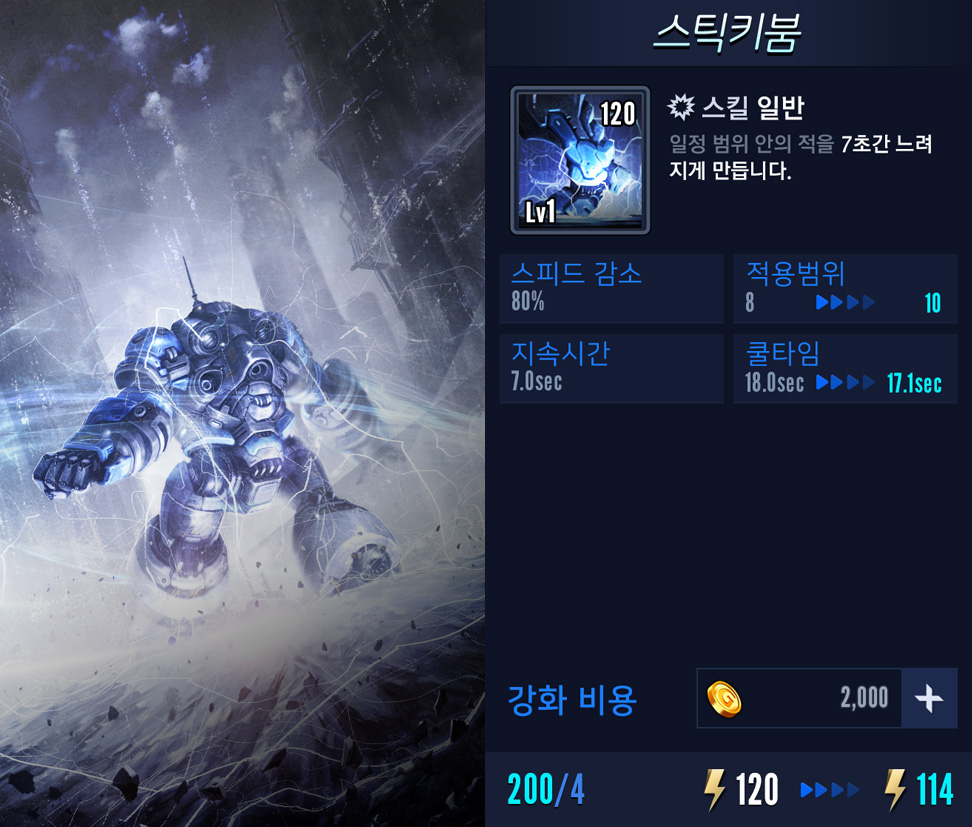 스틱키붐
120
Lv1
스킬 일반
일정 범위 안의 적을 7초간 느려
지게 만듭니다.
스피드 감소
80%
적용범위
8 10
지속시간
7.0sec
쿨타임
18.0sec 17.1sec
강화 비용
2,000 +
200/4 120 114